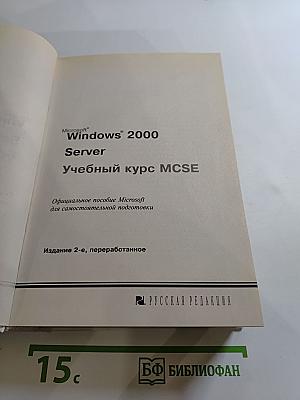 Microsoft®
Windows® 2000
Server
Учебный курс MCSE
Официальное пособие Microsoft
для самостоятельной подготовки
Издание 2-е, переработанное
РУССКАЯ РЕДАКЦИЯ
15 с
БФ БИБЛИОФАН